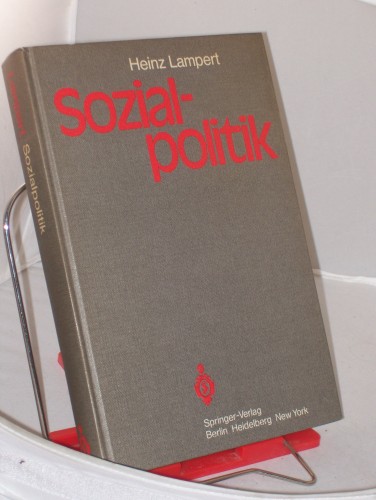 Heinz Lampert
Sozial-
politik
Springer-Verlag
Berlin Heidelberg New York
Lampert Sozialpolitik